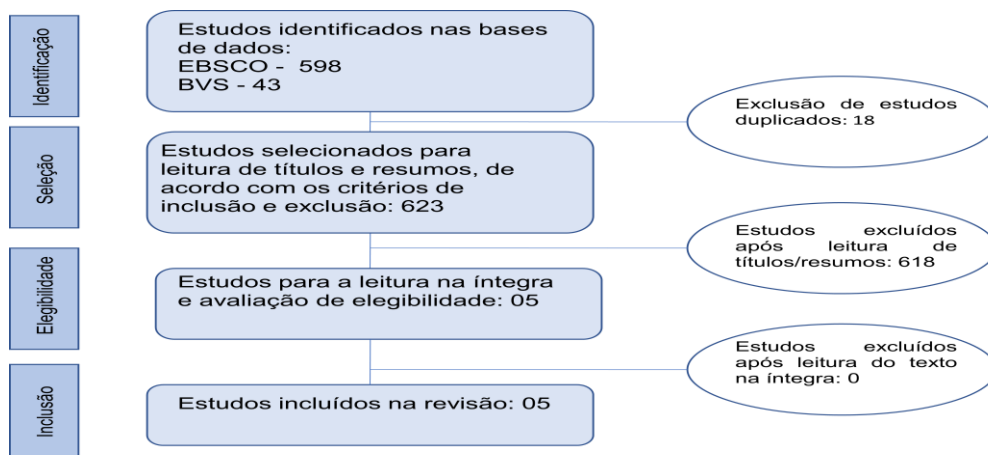 Identificação
Estudos identificados nas bases
de dados:
EBSCO - 598
BVS - 43
Exclusão de estudos
duplicados: 18
Seleção
Estudos selecionados para
leitura de títulos e resumos, de
acordo com os critérios de
inclusão e exclusão: 623
Estudos excluídos
após leitura de
títulos/resumos: 618
Elegibilidade
Estudos para a leitura na íntegra
e avaliação de elegibilidade: 05
Estudos excluídos
após leitura do texto
na íntegra: 0
Inclusão
Estudos incluídos na revisão: 05